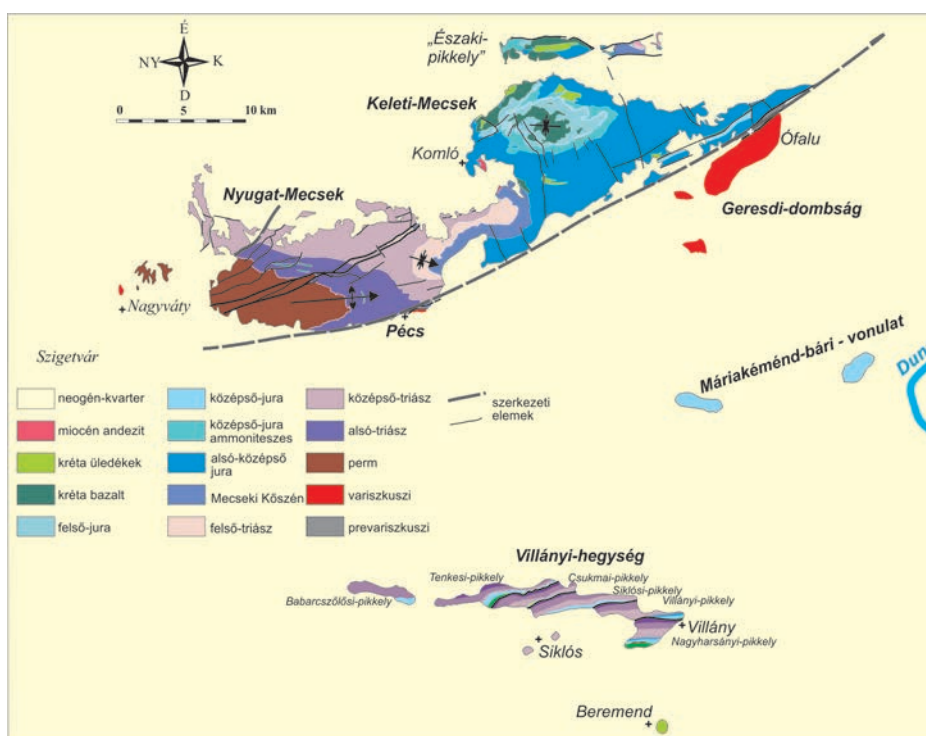 É
NY
K
D
0 5 10 km
„Északi-
pikkely”
Keleti-Mecsek
Komló
Ófalu
Geresdi-dombság
Nyugat-Mecsek
Nagyváty
Pécs
Szigetvár
Máriakéménd-bári - vonulat
neogén-kvarter
miocén andezit
kréta üledékek
kréta bazalt
felső-jura
középső-jura
középső-jura
ammoniteszes
alsó-középső
jura
Mecseki Kőszén
felső-triász
középső-triász
alsó-triász
perm
variszkuszi
prevariszkuszi
szerkezeti
elemek
Villányi-hegység
Babarcszőlősi-pikkely
Tenkesi-pikkely
Csukmai-pikkely
Siklósi-pikkely
Villányi-pikkely
Villány
Nagyharsányi-pikkely
Siklós
Beremend